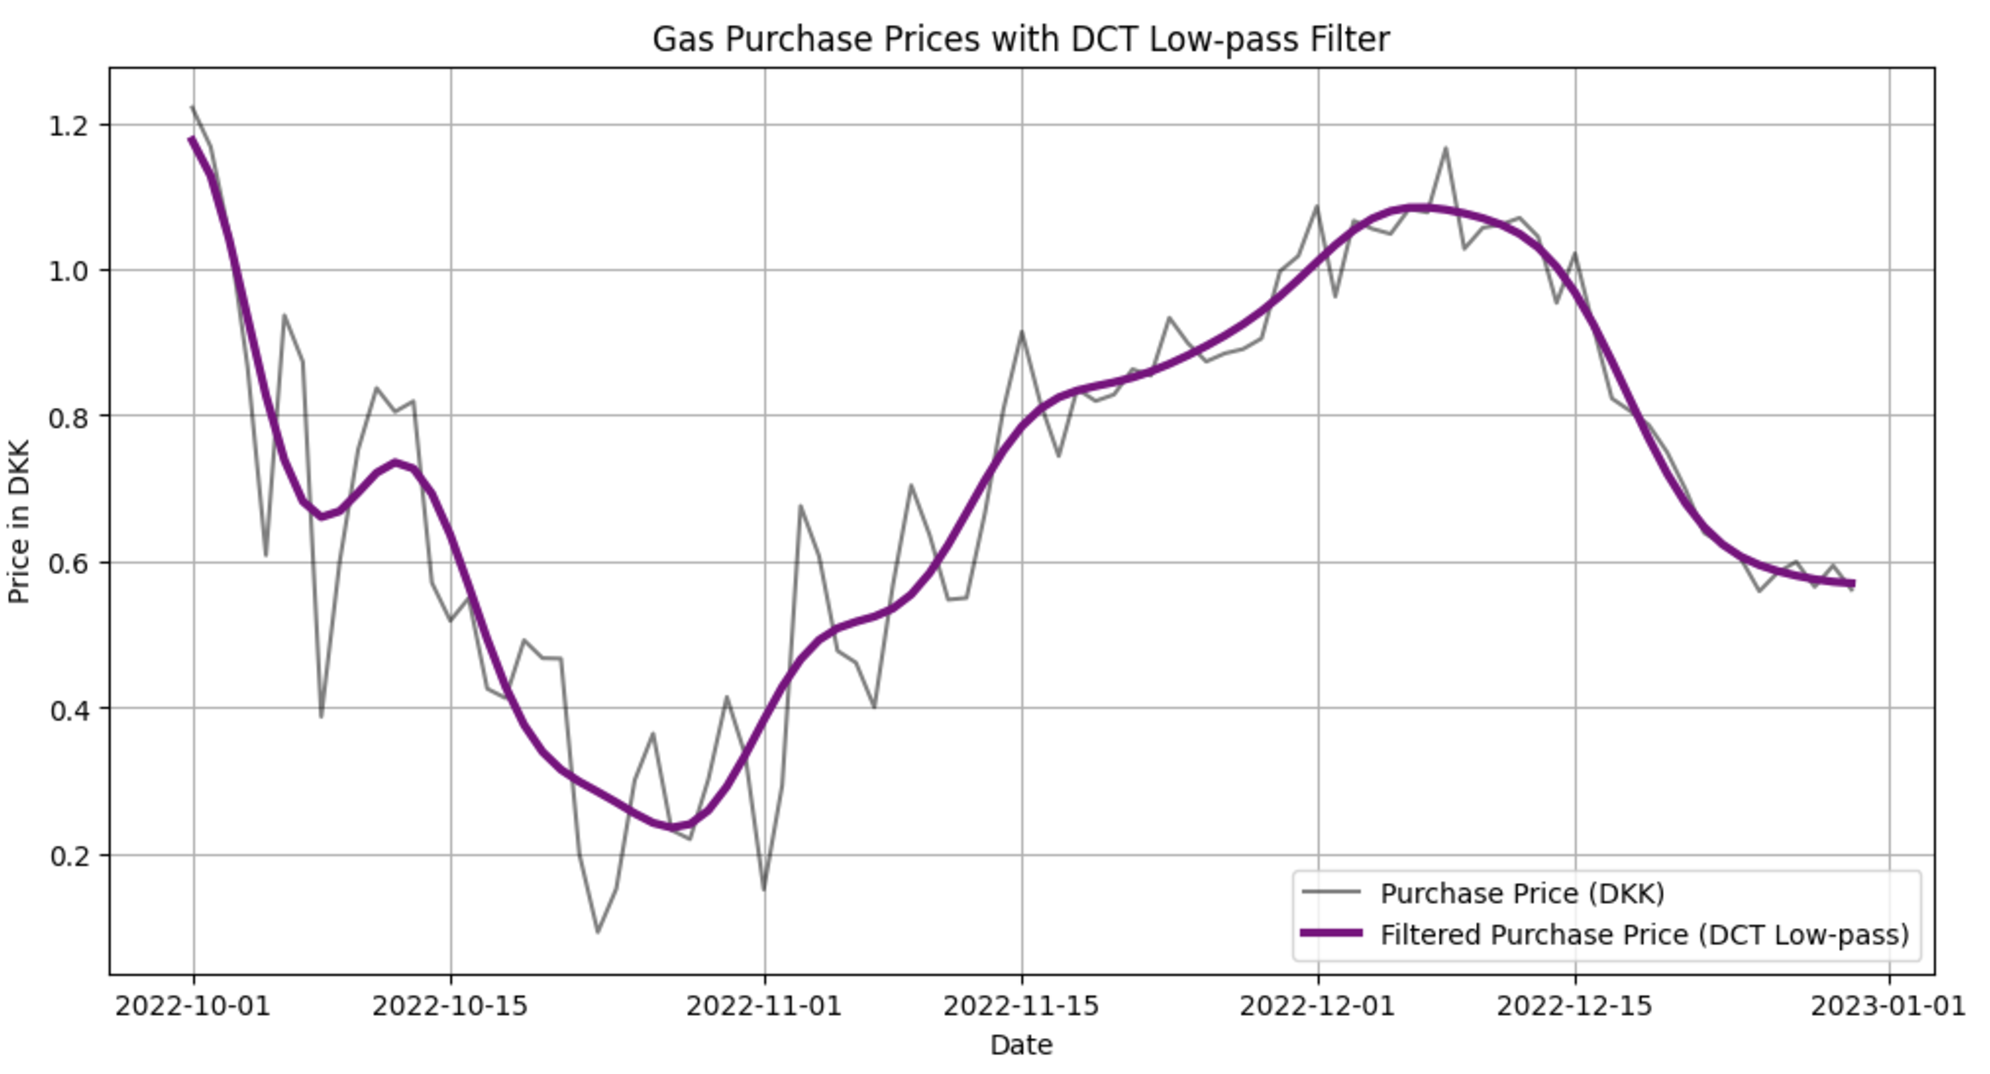 Gas Purchase Prices with DCT Low-pass Filter
Price in DKK
1.2
1.0
0.8
0.6
0.4
0.2
Purchase Price (DKK)
Filtered Purchase Price (DCT Low-pass)
2022-10-01 2022-10-15 2022-11-01 2022-11-15 2022-12-01 2022-12-15 2023-01-01
Date